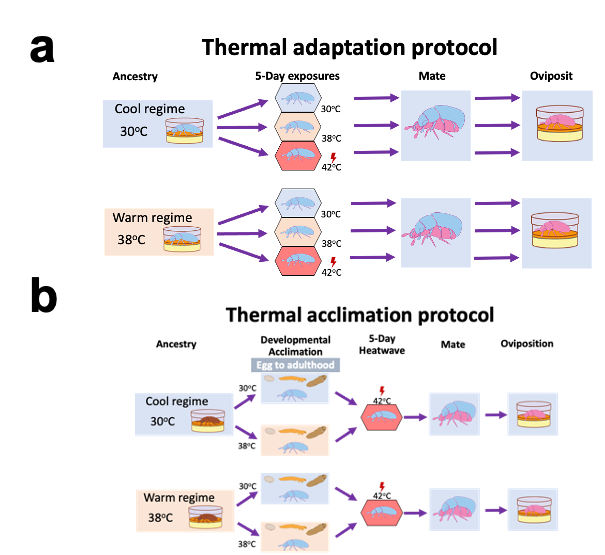 a
Thermal adaptation protocol
Ancestry 5-Day exposures Mate Oviposit
Cool regime
30°C
30°C
38°C
42°C
Warm regime
38°C
30°C
38°C
42°C
b
Thermal acclimation protocol
Ancestry
Developmental
Acclimation
Egg to adulthood
5-Day
Heatwave
Mate
Oviposition
Cool regime
30°C
30°C
38°C
42°C
Warm regime
38°C
30°C
38°C
42°C